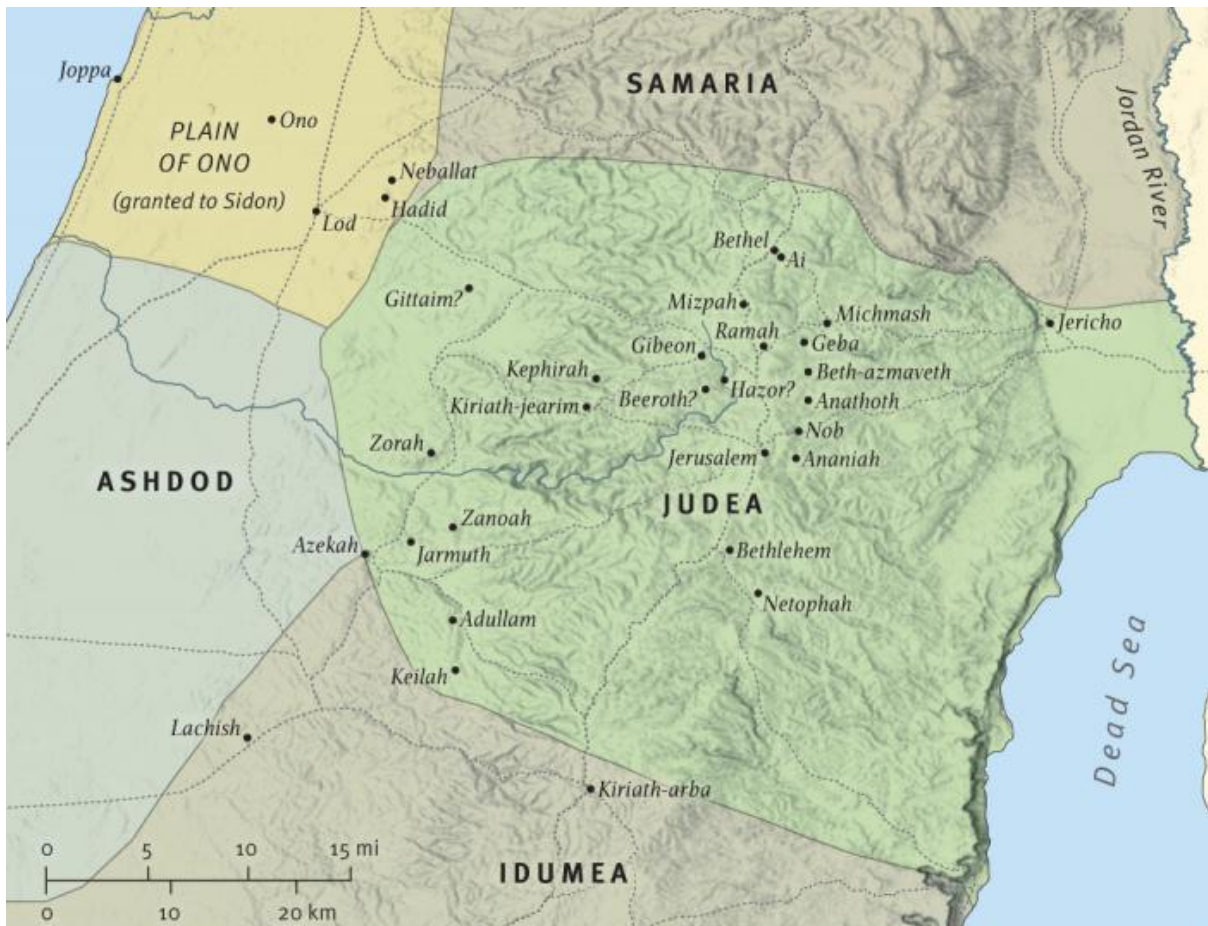 SAMARIA
Joppa
Jordan River
Ono
PLAIN
OF ONO
(granted to Sidon)
Neballat
Hadid
Lod
Bethel
Ai
Gittaim?
Mizpah
Michmash
Jericho
Ramah
Geba
Gibeon
Kephirah
Beth-azmaveth
Hazor?
Beeroth?
Kiriath-jearim
Anathoth
Nob
Zorah
Jerusalem
Ananiah
ASHDOD
JUDEA
Zanoah
Azekah
Jarmuth
Bethlehem
Netophah
Adullam
Keilah
Dead Sea
Lachish
Kiriath-arba
0 5 10 15 mi
IDUMEA
0 10 20 km